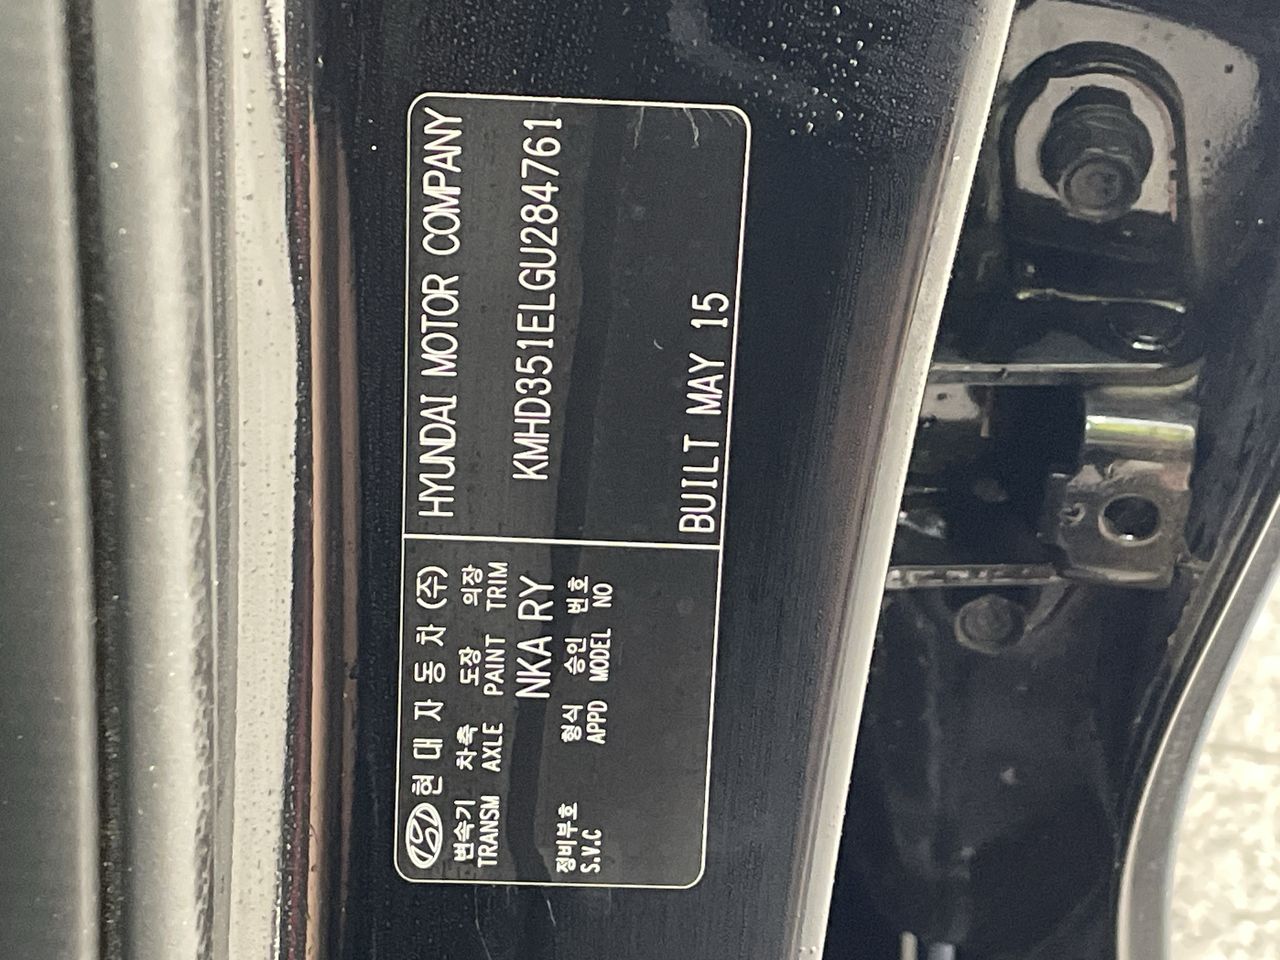 현대자동차(주)
HYUNDAI MOTOR COMPANY
변속기 차축 도장 의장
TRANSM AXLE PAINT TRIM
NKA RY
KMHD351ELGU284761
정비부호 형식 승인 번호
S.V.C APPD MODEL NO
BUILT MAY 15